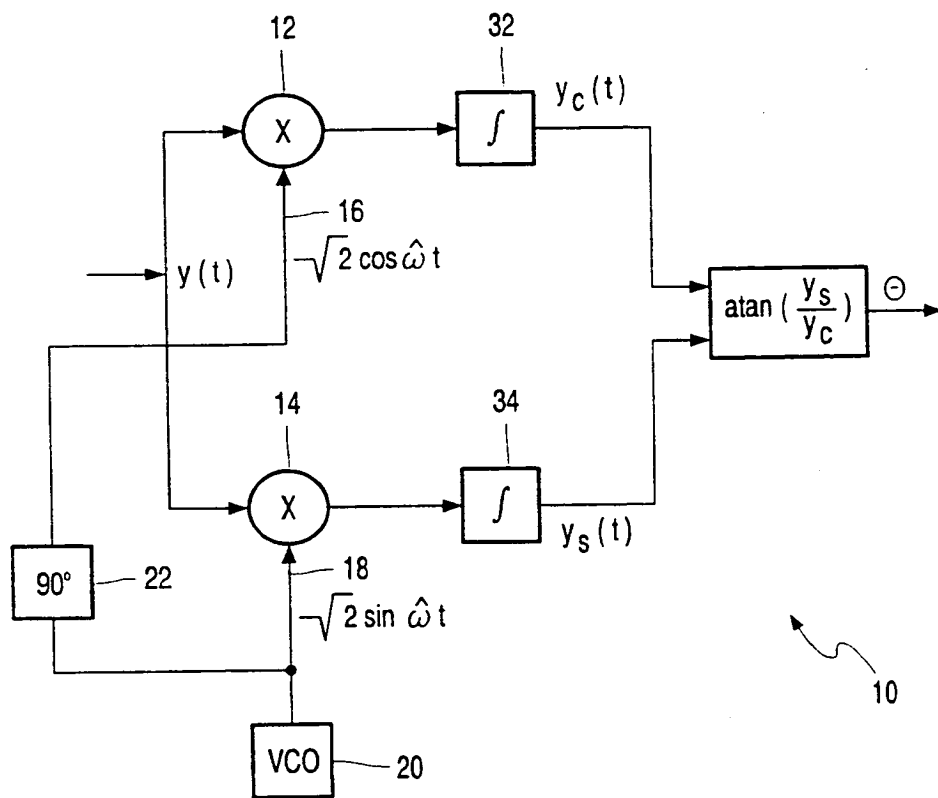 12
32
X
∫
y_c(t)
16
√2 cos ω̂ t
y(t)
atan ( y_s / y_c )
Θ
14
34
X
∫
y_s(t)
18
√2 sin ω̂ t
90°
22
10
VCO
20